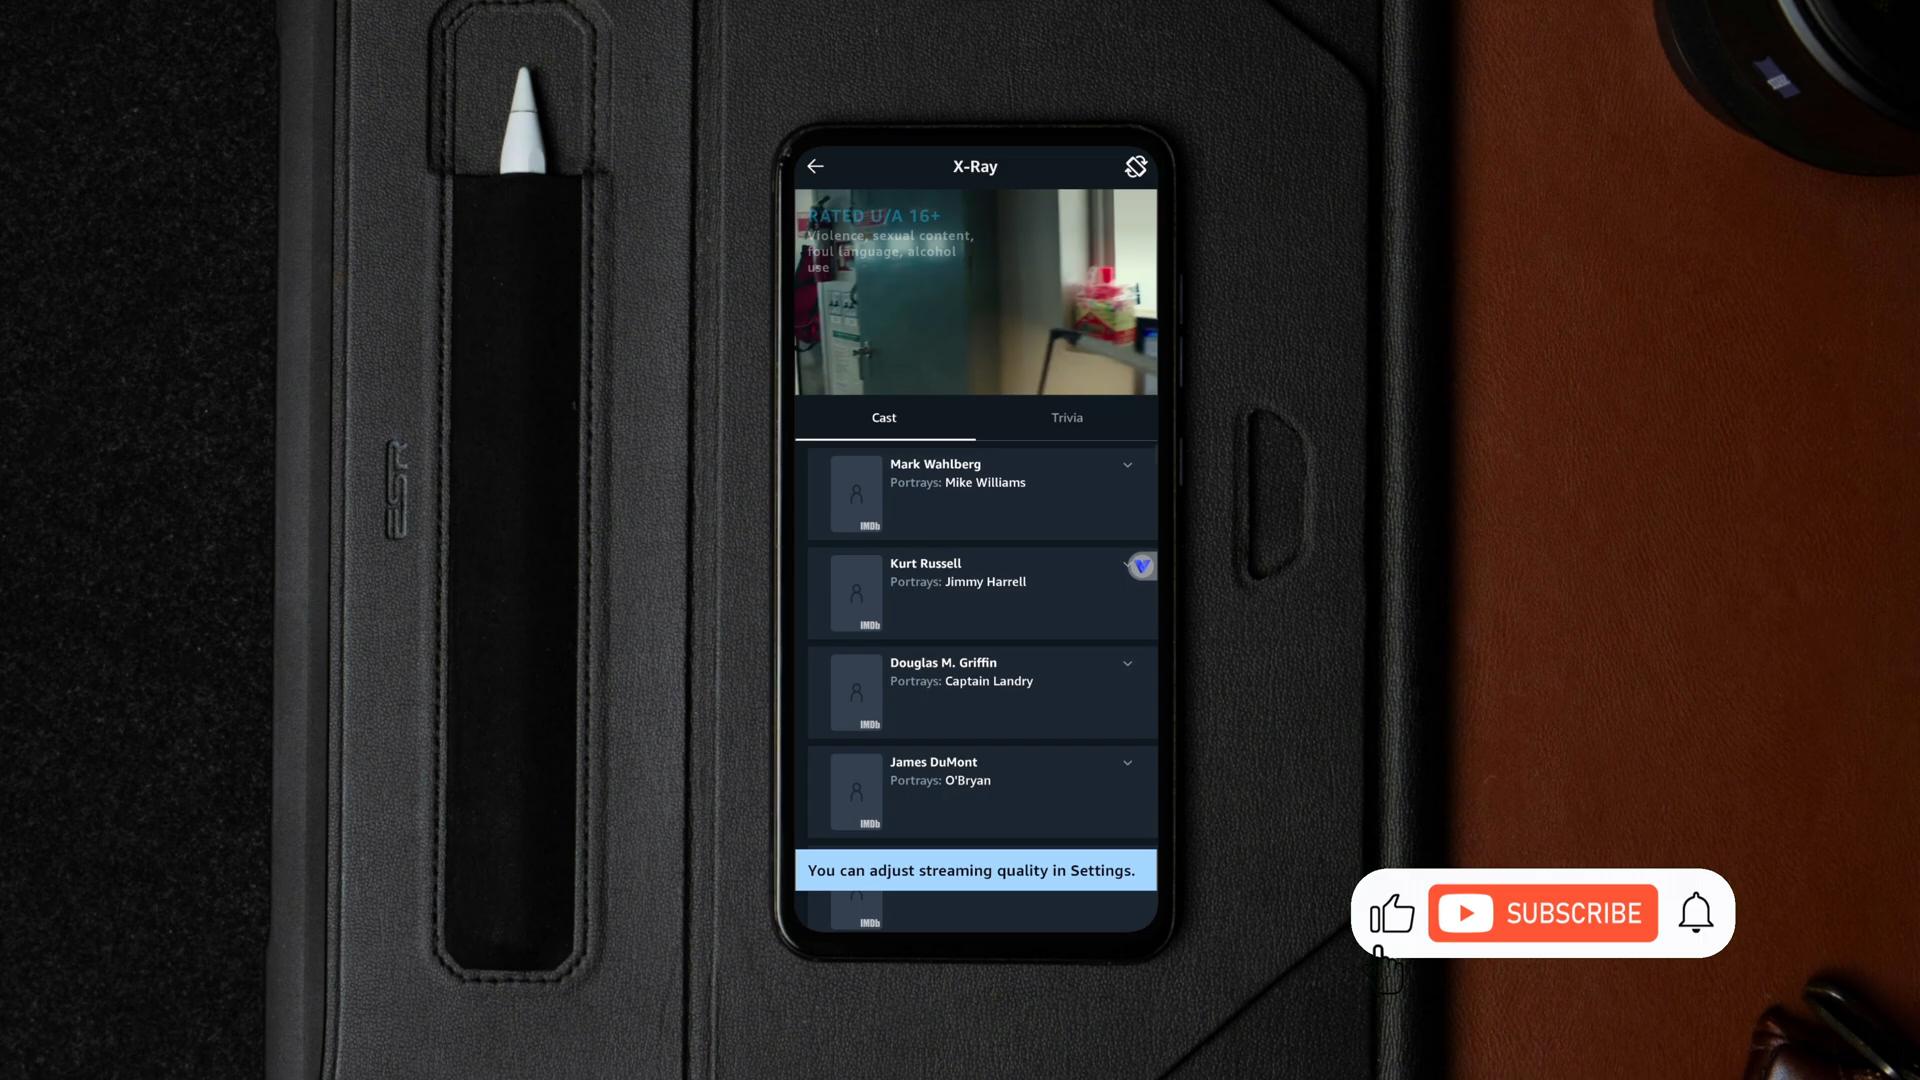 X-Ray
RATED U/A 16+
Violence, sexual content,
foul language, alcohol
use
Cast
Trivia
Mark Wahlberg
Portrays: Mike Williams
IMDb
Kurt Russell
Portrays: Jimmy Harrell
IMDb
Douglas M. Griffin
Portrays: Captain Landry
IMDb
James DuMont
Portrays: O'Bryan
IMDb
You can adjust streaming quality in Settings.
IMDb
ESR
SUBSCRIBE